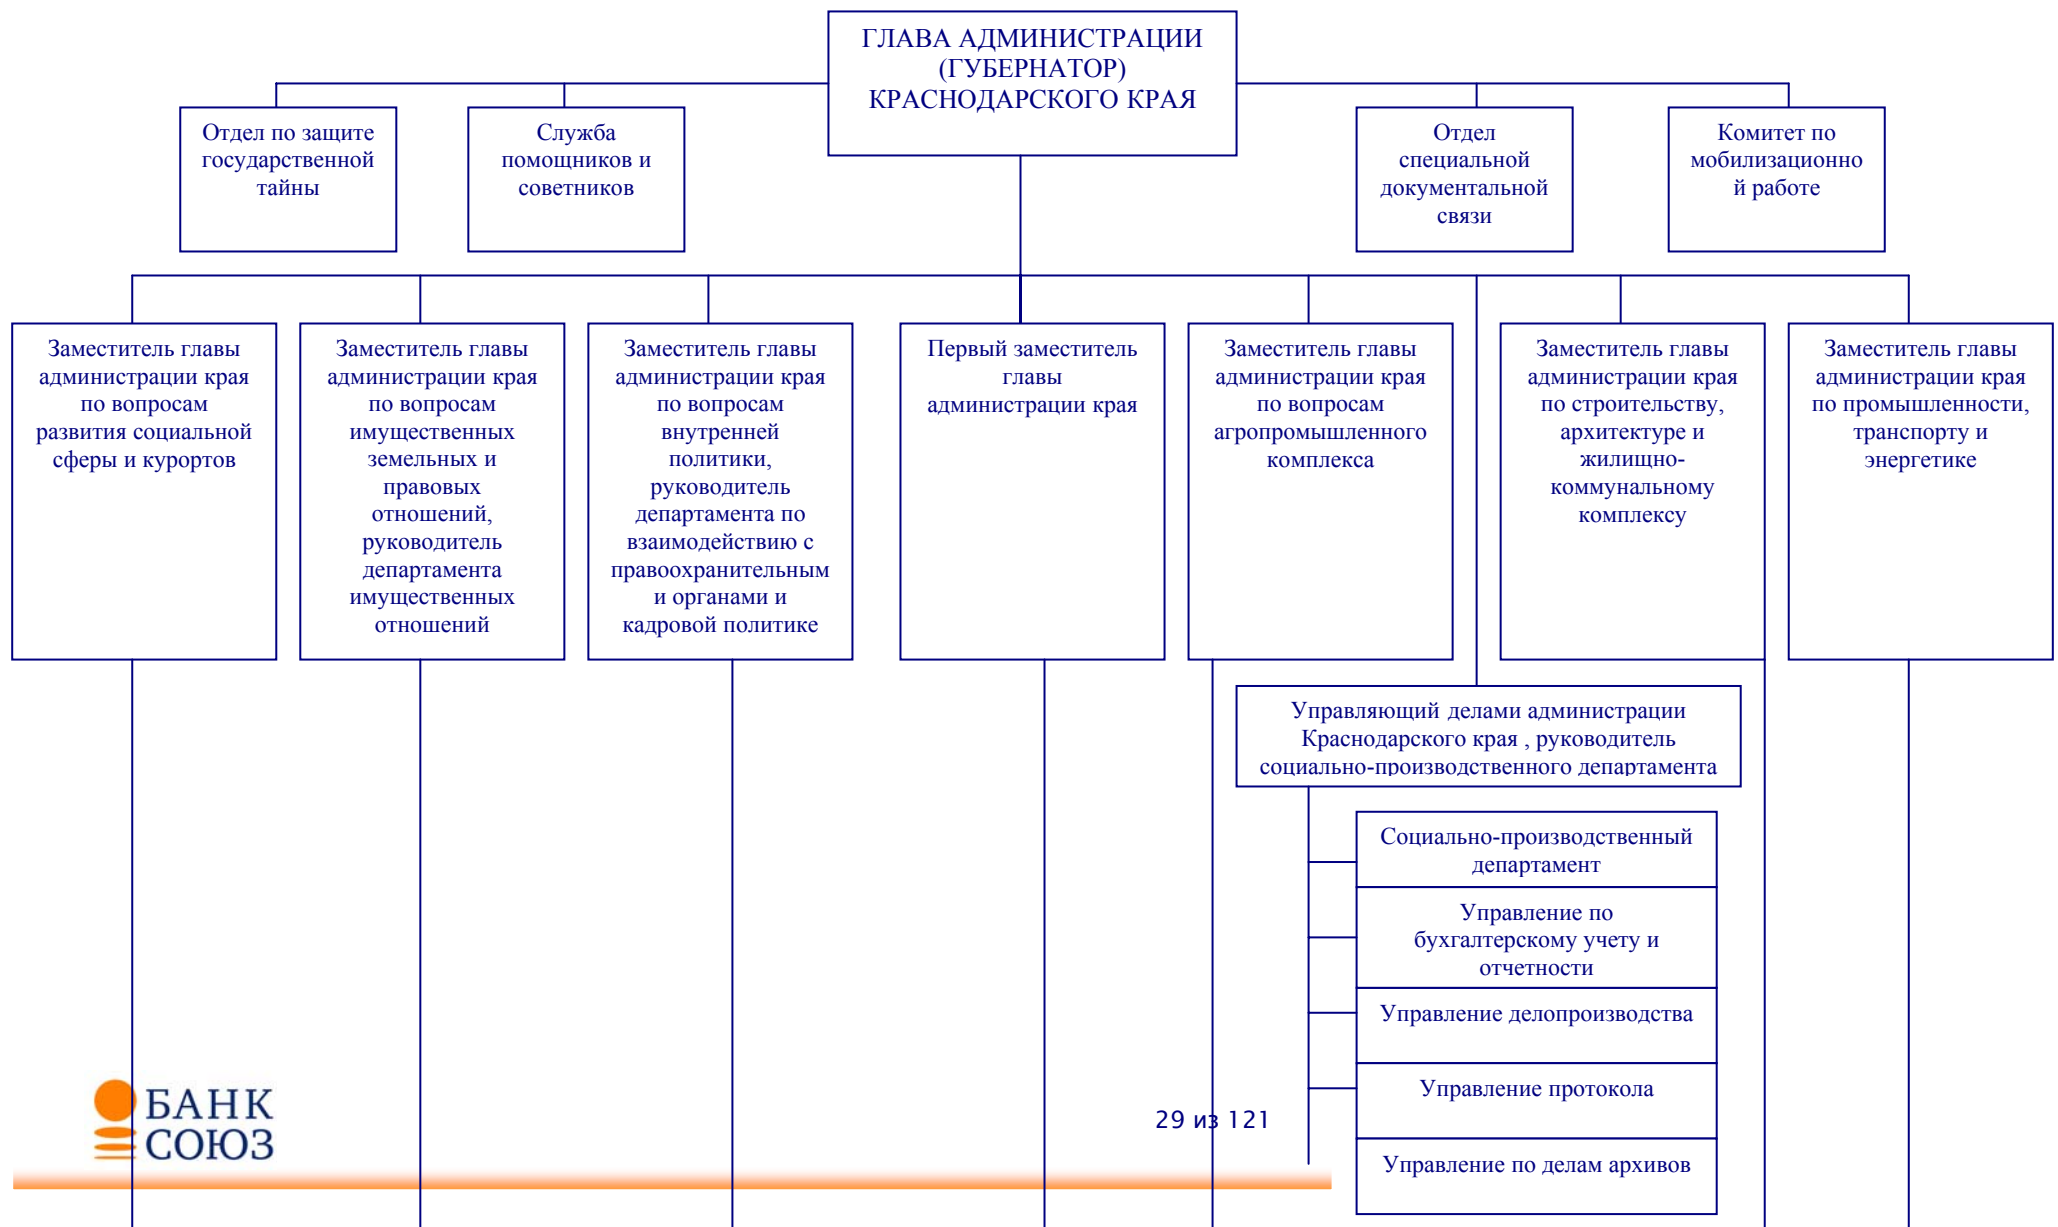 ГЛАВА АДМИНИСТРАЦИИ
(ГУБЕРНАТОР)
КРАСНОДАРСКОГО КРАЯ
Отдел по защите
государственной
тайны
Служба
помощников и
советников
Отдел
специальной
документальной
связи
Комитет по
мобилизационно
й работе
Заместитель главы
администрации края
по вопросам
развития социальной
сферы и курортов
Заместитель главы
администрации края
по вопросам
имущественных
земельных и
правовых
отношений,
руководитель
департамента
имущественных
отношений
Заместитель главы
администрации края
по вопросам
внутренней
политики,
руководитель
департамента по
взаимодействию с
правоохранительным
и органами и
кадровой политике
Первый заместитель
главы
администрации края
Заместитель главы
администрации края
по вопросам
агропромышленного
комплекса
Заместитель главы
администрации края
по строительству,
архитектуре и
жилищно-
коммунальному
комплексу
Заместитель главы
администрации края
по промышленности,
транспорту и
энергетике
Управляющий делами администрации
Краснодарского края , руководитель
социально-производственного департамента
Социально-производственный
департамент
Управление по
бухгалтерскому учету и
отчетности
Управление делопроизводства
Управление протокола
Управление по делам архивов
БАНК
СОЮЗ
29 из 121